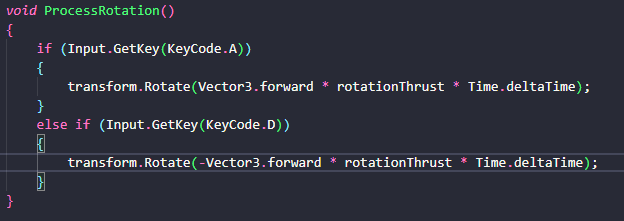 void ProcessRotation()
{
    if (Input.GetKey(KeyCode.A))
    {
        transform.Rotate(Vector3.forward * rotationThrust * Time.deltaTime);
    }
    else if (Input.GetKey(KeyCode.D))
    {
        transform.Rotate(-Vector3.forward * rotationThrust * Time.deltaTime);
    }
}